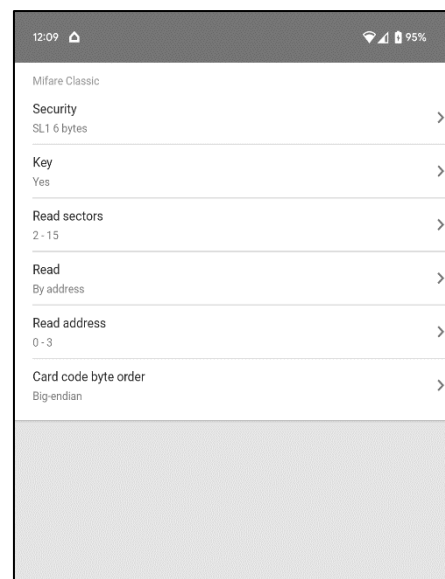 12:09 95%
Mifare Classic
Security
SL1 6 bytes
Key
Yes
Read sectors
2 - 15
Read
By address
Read address
0 - 3
Card code byte order
Big-endian